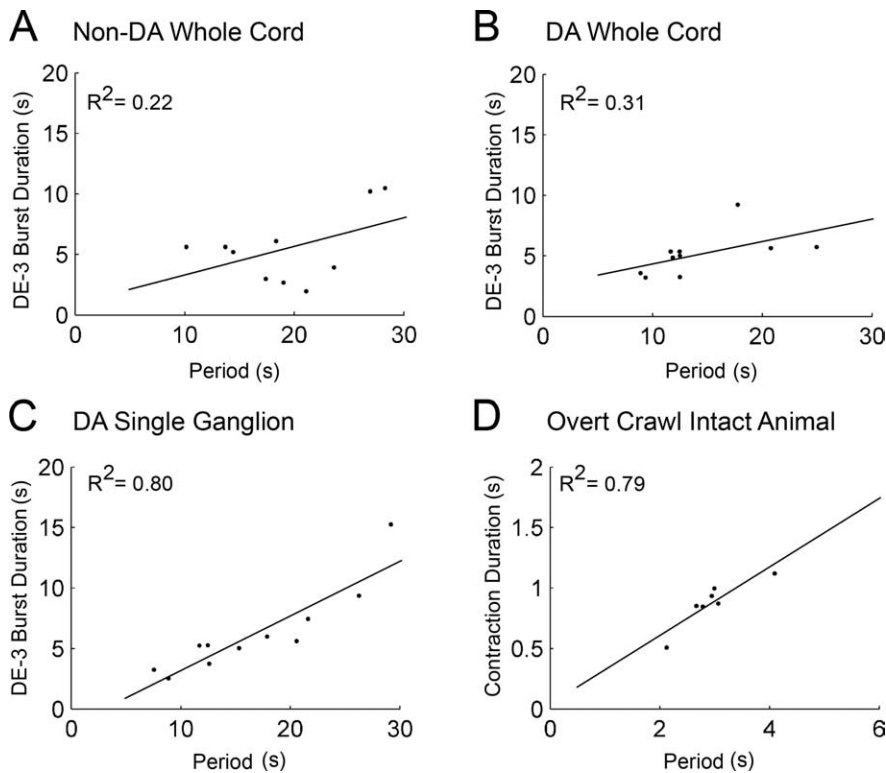 A Non-DA Whole Cord
R2= 0.22
DE-3 Burst Duration (s)
20
15
10
5
0
0 10 20 30
Period (s)
B DA Whole Cord
R2= 0.31
DE-3 Burst Duration (s)
20
15
10
5
0
0 10 20 30
Period (s)
C DA Single Ganglion
R2= 0.80
DE-3 Burst Duration (s)
20
15
10
5
0
0 10 20 30
Period (s)
D Overt Crawl Intact Animal
R2= 0.79
Contraction Duration (s)
2
1.5
1
0.5
0
2 4 6
Period (s)